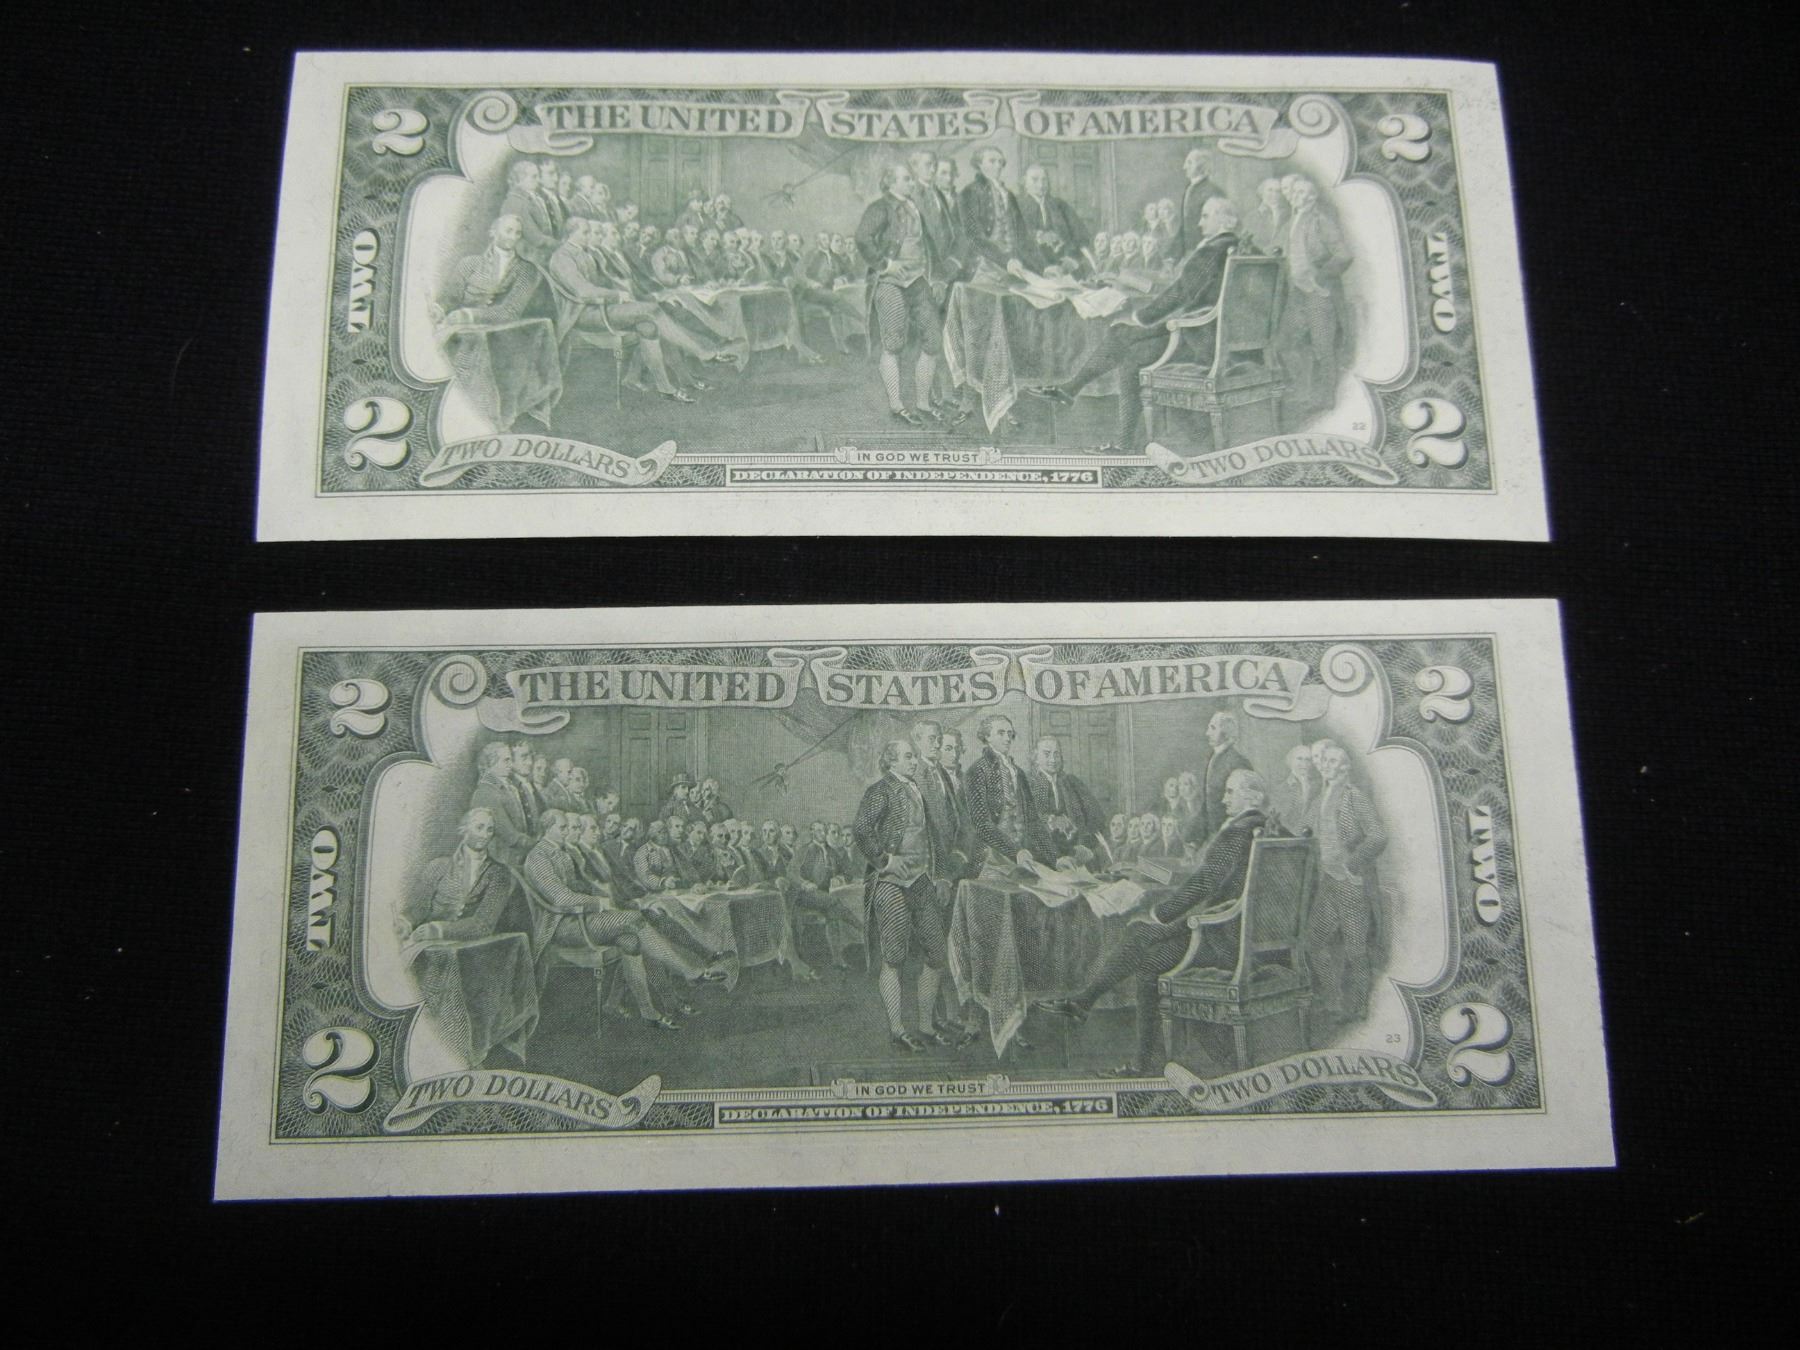 2 THE UNITED STATES OF AMERICA 2
TWO TWO
22
2 TWO DOLLARS IN GOD WE TRUST TWO DOLLARS 2
DECLARATION OF INDEPENDENCE, 1776
2 THE UNITED STATES OF AMERICA 2
TWO TWO
23
2 TWO DOLLARS IN GOD WE TRUST TWO DOLLARS 2
DECLARATION OF INDEPENDENCE, 1776